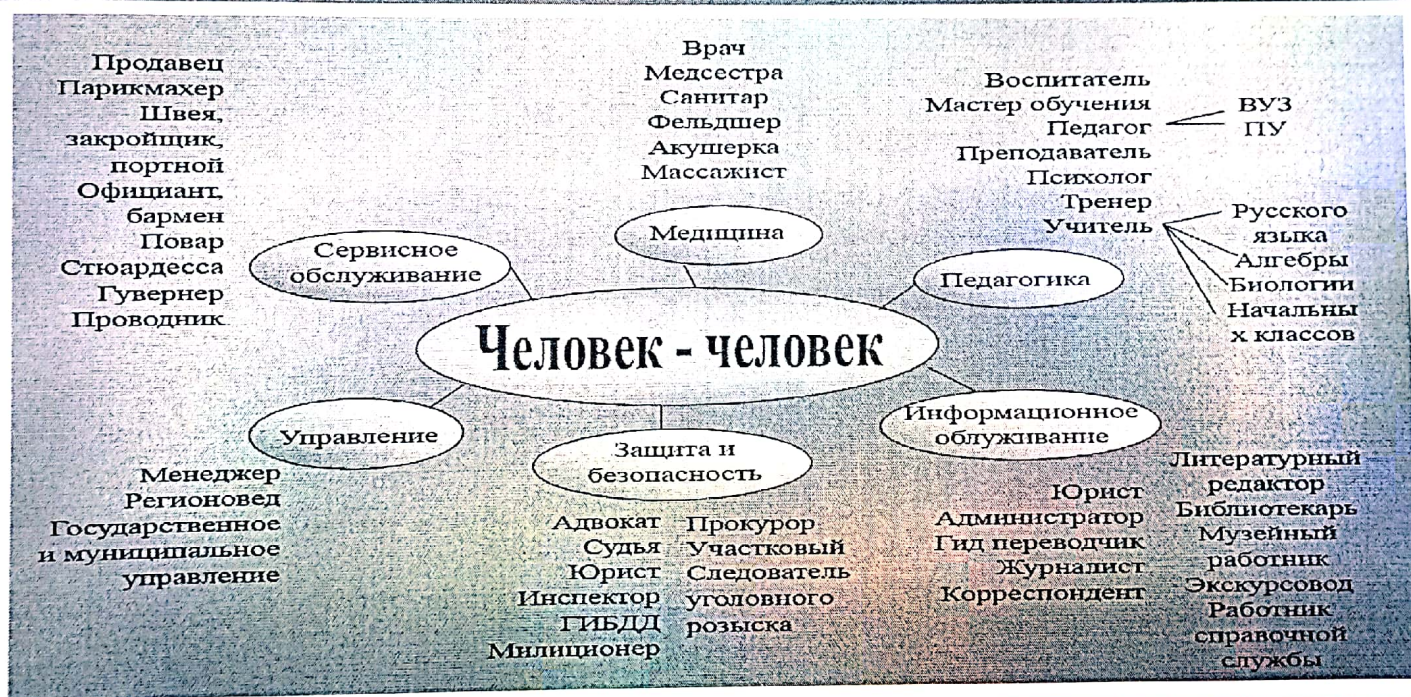 Продавец
Парикмахер
Швея,
закройщик,
портной
Официант,
бармен
Повар
Стюардесса
Гувернер
Проводник
Сервисное
обслуживание
Врач
Медсестра
Санитар
Фельдшер
Акушерка
Массажист
Медицина
Воспитатель
Мастер обучения
Педагог
Преподаватель
Психолог
Тренер
Учитель
ВУЗ
ПУ
Русского
языка
Алгебры
Биологии
Начальны
х классов
Педагогика
Человек - человек
Управление
Менеджер
Регионовед
Государственное
и муниципальное
управление
Защита и
безопасность
Адвокат
Судья
Юрист
Инспектор
ГИБДД
Милиционер
Прокурор
Участковый
Следователь
уголовного
розыска
Информационное
облуживание
Юрист
Администратор
Гид переводчик
Журналист
Корреспондент
Литературный
редактор
Библиотекарь
Музейный
работник
Экскурсовод
Работник
справочной
службы